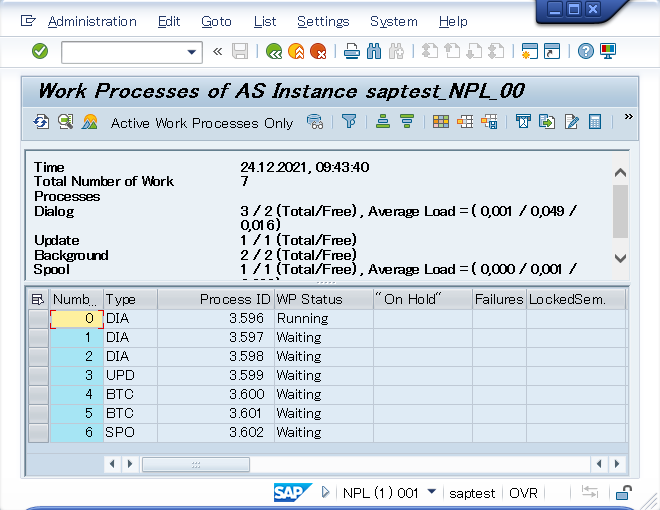 Administration Edit Goto List Settings System Help
«
Work Processes of AS Instance saptest_NPL_00
Active Work Processes Only »
Time 24.12.2021, 09:43:40
Total Number of Work 7
Processes
Dialog 3 / 2 (Total/Free) , Average Load = ( 0,001 / 0,049 /
0,016)
Update 1 / 1 (Total/Free)
Background 2 / 2 (Total/Free)
Spool 1 / 1 (Total/Free) , Average Load = ( 0,000 / 0,001 /
Numb... Type Process ID WP Status "On Hold" Failures LockedSem.
0 DIA 3.596 Running
1 DIA 3.597 Waiting
2 DIA 3.598 Waiting
3 UPD 3.599 Waiting
4 BTC 3.600 Waiting
5 BTC 3.601 Waiting
6 SPO 3.602 Waiting
SAP NPL (1) 001 saptest OVR